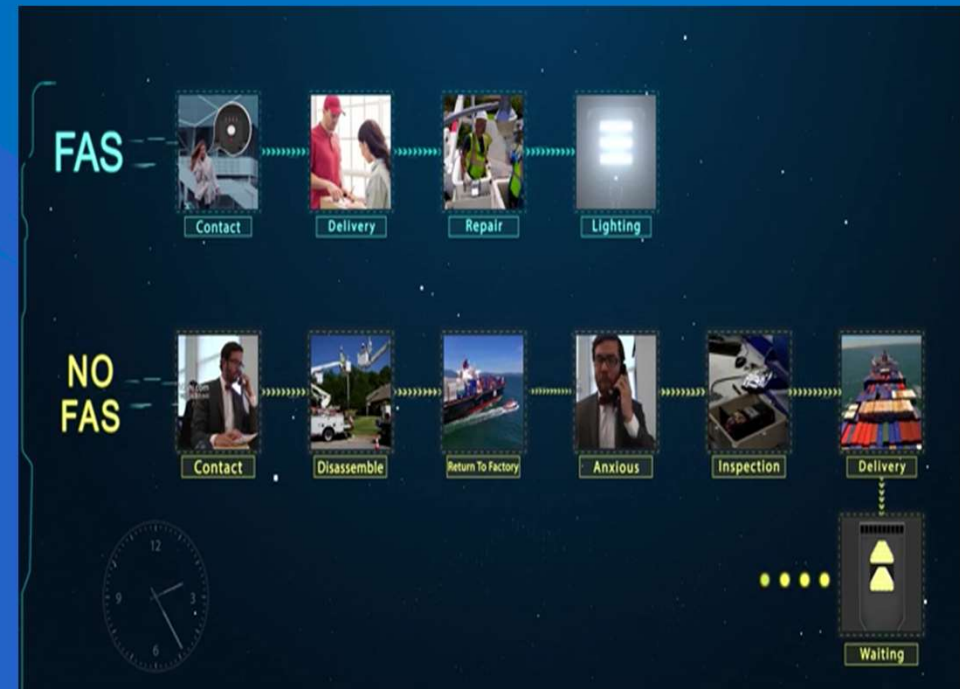 FAS
Contact
Delivery
Repair
Lighting
NO
FAS
Contact
Disassemble
Return To Factory
Anxious
Inspection
Delivery
Waiting
12
9
3
6